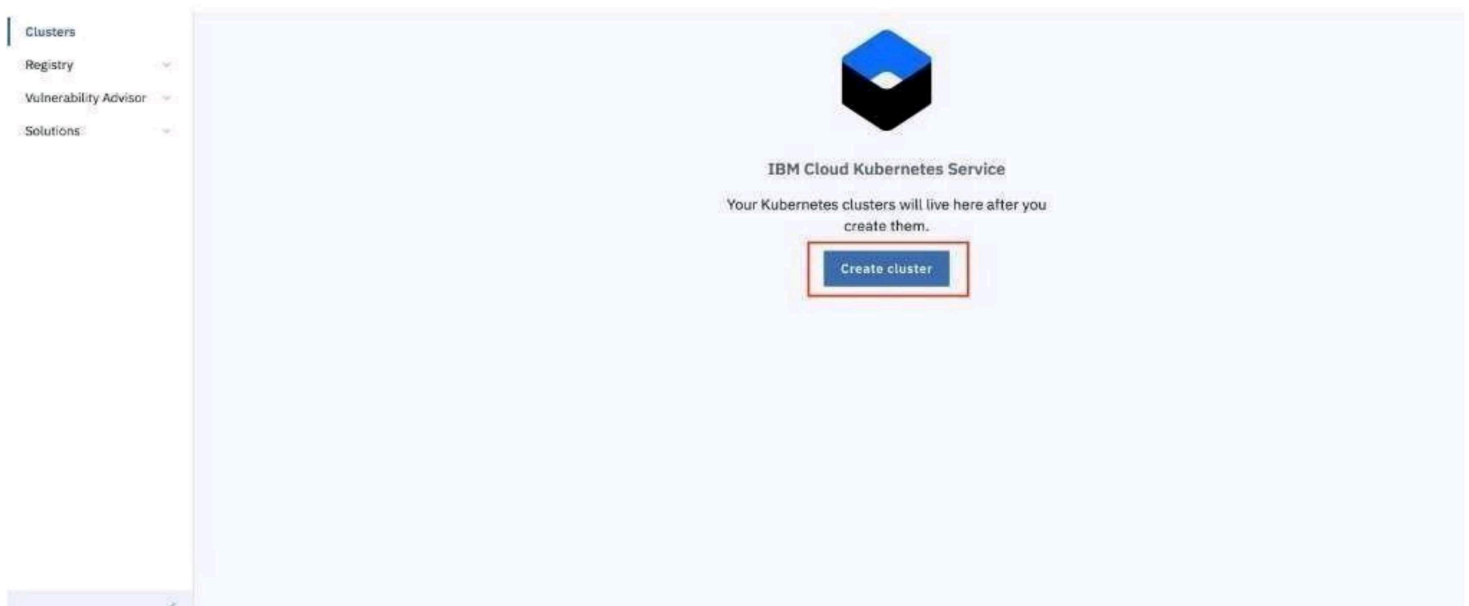 Clusters
Registry
Vulnerability Advisor
Solutions
IBM Cloud Kubernetes Service
Your Kubernetes clusters will live here after you
create them.
Create cluster